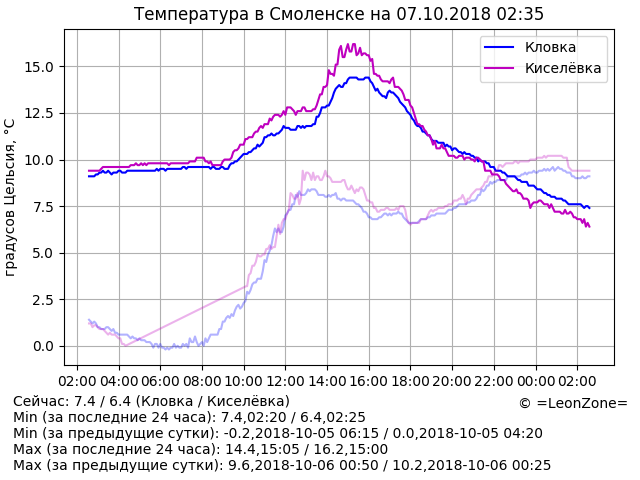 Температура в Смоленске на 07.10.2018 02:35
градусов Цельсия, °C
15.0
12.5
10.0
7.5
5.0
2.5
0.0
Кловка
Киселёвка
02:00 04:00 06:00 08:00 10:00 12:00 14:00 16:00 18:00 20:00 22:00 00:00 02:00
© =LeonZone=
Сейчас: 7.4 / 6.4 (Кловка / Киселёвка)
Min (за последние 24 часа): 7.4,02:20 / 6.4,02:25
Min (за предыдущие сутки): -0.2,2018-10-05 06:15 / 0.0,2018-10-05 04:20
Max (за последние 24 часа): 14.4,15:05 / 16.2,15:00
Max (за предыдущие сутки): 9.6,2018-10-06 00:50 / 10.2,2018-10-06 00:25